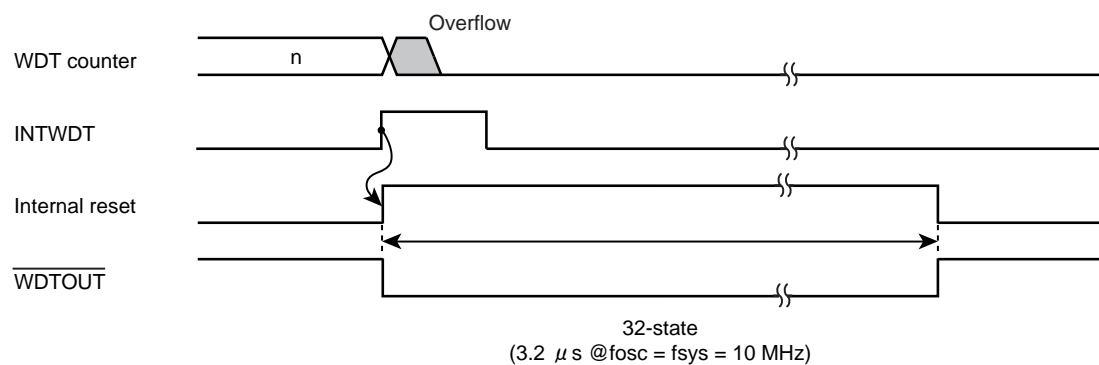 Overflow
WDT counter n
INTWDT
Internal reset
WDTOUT
32-state
(3.2 μs @fosc = fsys = 10 MHz)